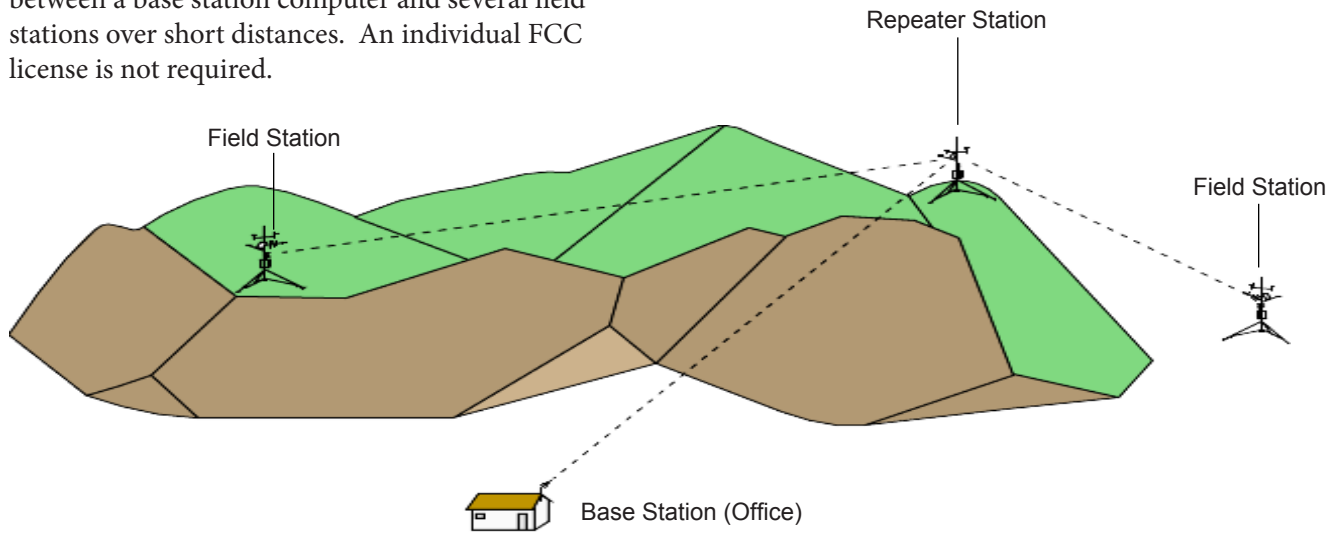 between a base station computer and several field
stations over short distances. An individual FCC
license is not required.
Repeater Station
Field Station
Field Station
Base Station (Office)